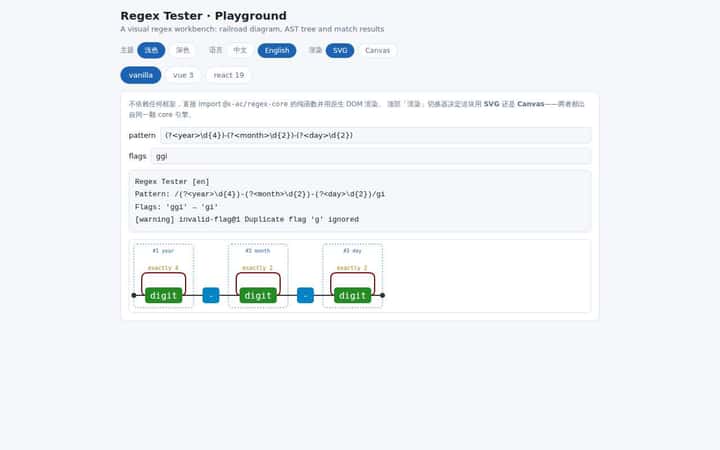 Regex Tester · Playground
A visual regex workbench: railroad diagram, AST tree and match results
主题 浅色 深色 语言 中文 English 渲染 SVG Canvas
vanilla vue 3 react 19
不依赖任何框架，直接 import @x-ac/regex-core 的纯函数并用原生 DOM 渲染。 顶部「渲染」切换器决定这块用 SVG 还是 Canvas——两者都出
自同一颗 core 引擎。
pattern (?<year>\d{4})-(?<month>\d{2})-(?<day>\d{2})
flags ggi
Regex Tester [en]
Pattern: /(?<year>\d{4})-(?<month>\d{2})-(?<day>\d{2})/gi
Flags: 'ggi' → 'gi'
[warning] invalid-flag@1 Duplicate flag 'g' ignored
#1 year #2 month #3 day
exactly 4 exactly 2 exactly 2
digit - digit - digit